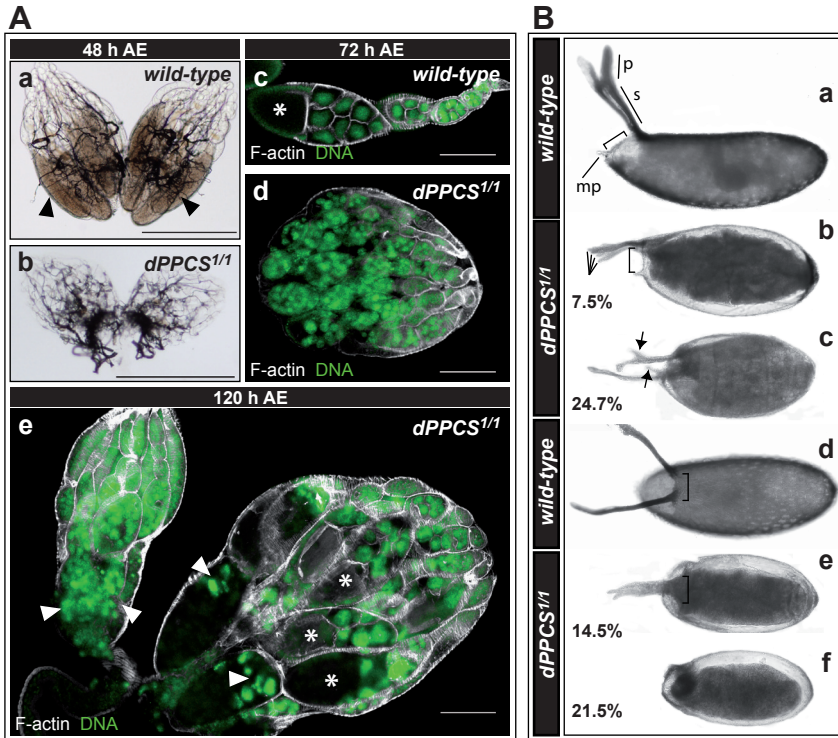 A
48 h AE
72 h AE
a
wild-type
c
wild-type
*
F-actin DNA
b
dPPCS1/1
d
dPPCS1/1
F-actin DNA
120 h AE
e
dPPCS1/1
*
*
*
F-actin DNA
B
wild-type
a
p
s
mp
dPPCS1/1
b
7.5%
c
24.7%
wild-type
d
dPPCS1/1
e
14.5%
f
21.5%